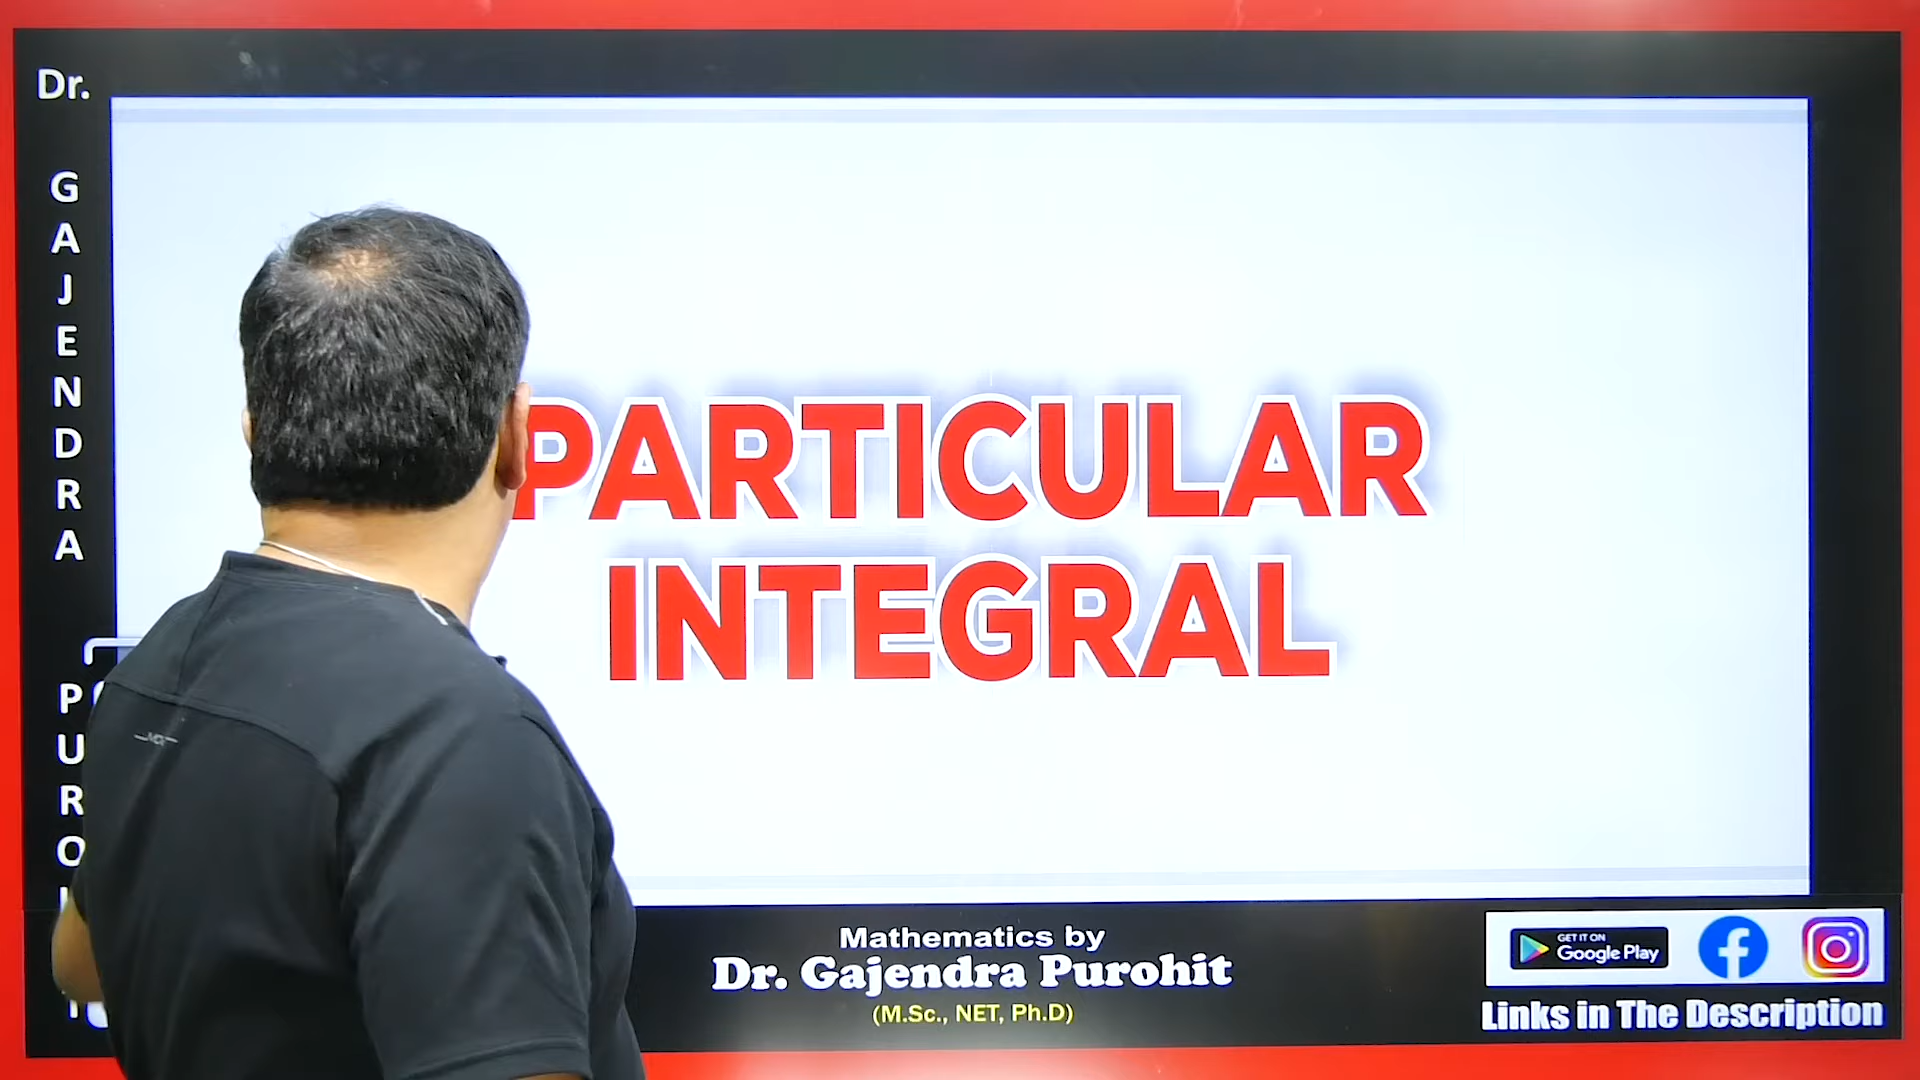 Dr.
GAJENDRA
PARTICULAR
INTEGRAL
Mathematics by
Dr. Gajendra Purohit
(M.Sc., NET, Ph.D)
GET IT ON
Google Play
Links in The Description